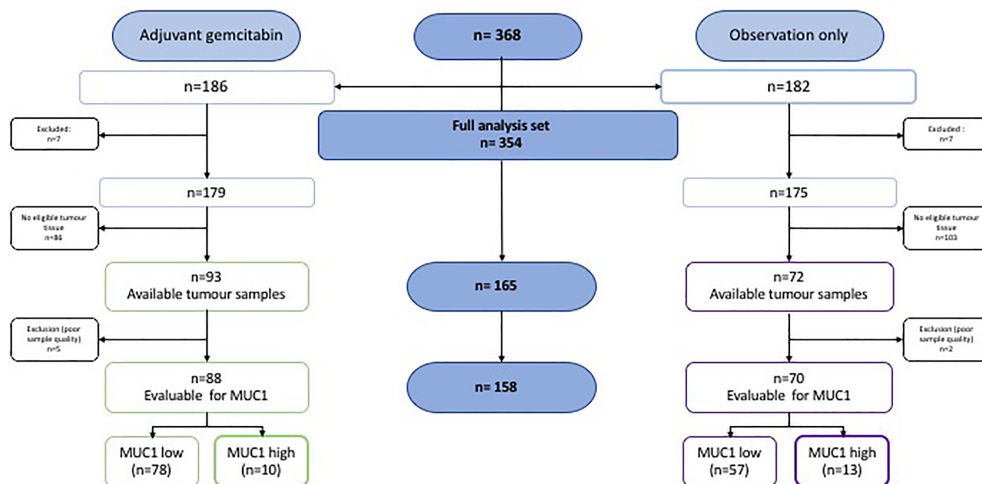 Adjuvant gemcitabin
n= 368
Observation only
n=186
n=182
Excluded:
n=7
Full analysis set
n= 354
Excluded :
n=7
n=179
n=175
No eligible tumour
tissue
n=86
No eligible tumour
tissue
n=103
n=93
Available tumour samples
n= 165
n=72
Available tumour samples
Exclusion (poor
sample quality)
n=5
Exclusion (poor
sample quality)
n=2
n=88
Evaluable for MUC1
n= 158
n=70
Evaluable for MUC1
MUC1 low
(n=78)
MUC1 high
(n=10)
MUC1 low
(n=57)
MUC1 high
(n=13)